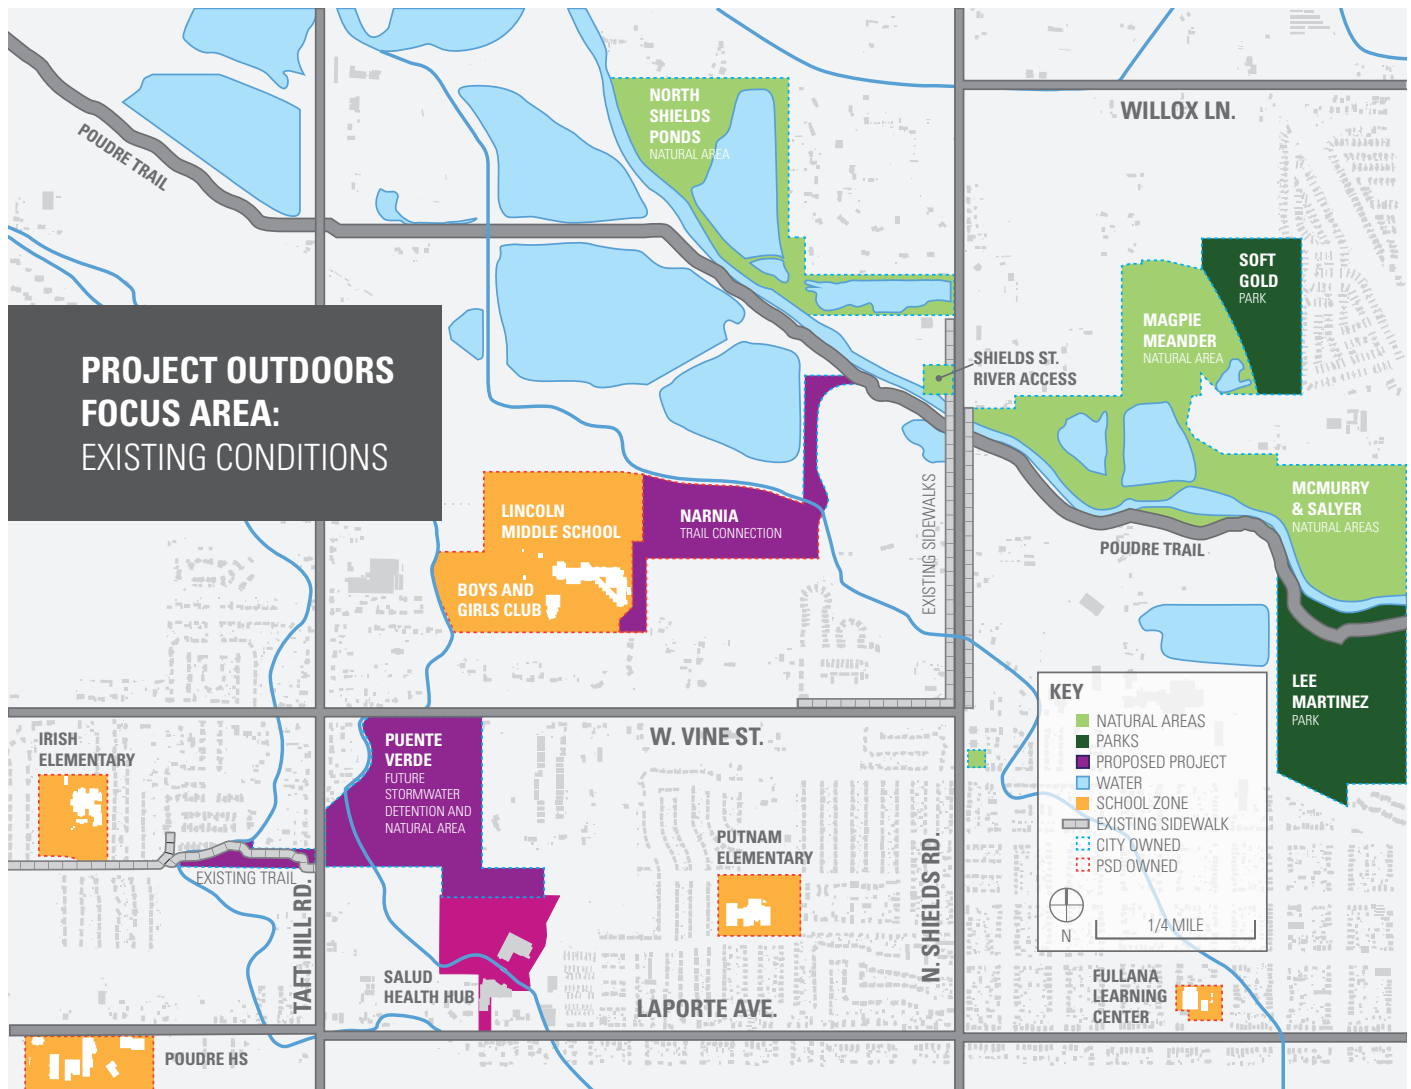 PROJECT OUTDOORS
FOCUS AREA:
EXISTING CONDITIONS
POUDRE TRAIL
NORTH
SHIELDS
PONDS
NATURAL AREA
WILLOX LN.
SOFT
GOLD
PARK
MAGPIE
MEANDER
NATURAL AREA
SHIELDS ST.
RIVER ACCESS
LINCOLN
MIDDLE SCHOOL
BOYS AND
GIRLS CLUB
NARNIA
TRAIL CONNECTION
EXISTING SIDEWALKS
MCMURRY
& SALYER
NATURAL AREAS
POUDRE TRAIL
LEE
MARTINEZ
PARK
IRISH
ELEMENTARY
PUENTE
VERDE
FUTURE
STORMWATER
DETENTION AND
NATURAL AREA
W. VINE ST.
PUTNAM
ELEMENTARY
EXISTING TRAIL
TAFT HILL RD.
N. SHIELDS RD.
SALUD
HEALTH HUB
LAPORTE AVE.
POUDRE HS
FULLANA
LEARNING
CENTER
KEY
NATURAL AREAS
PARKS
PROPOSED PROJECT
WATER
SCHOOL ZONE
EXISTING SIDEWALK
CITY OWNED
PSD OWNED
N
1/4 MILE